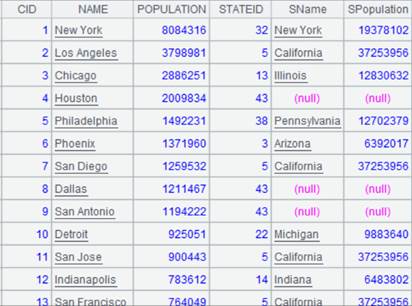 CID NAME POPULATION STATEID SName SPopulation
1 New York 8084316 32 New York 19378102
2 Los Angeles 3798981 5 California 37253956
3 Chicago 2886251 13 Illinois 12830632
4 Houston 2009834 43 (null) (null)
5 Philadelphia 1492231 38 Pennsylvania 12702379
6 Phoenix 1371960 3 Arizona 6392017
7 San Diego 1259532 5 California 37253956
8 Dallas 1211467 43 (null) (null)
9 San Antonio 1194222 43 (null) (null)
10 Detroit 925051 22 Michigan 9883640
11 San Jose 900443 5 California 37253956
12 Indianapolis 783612 14 Indiana 6483802
13 San Francisco 764049 5 California 37253956